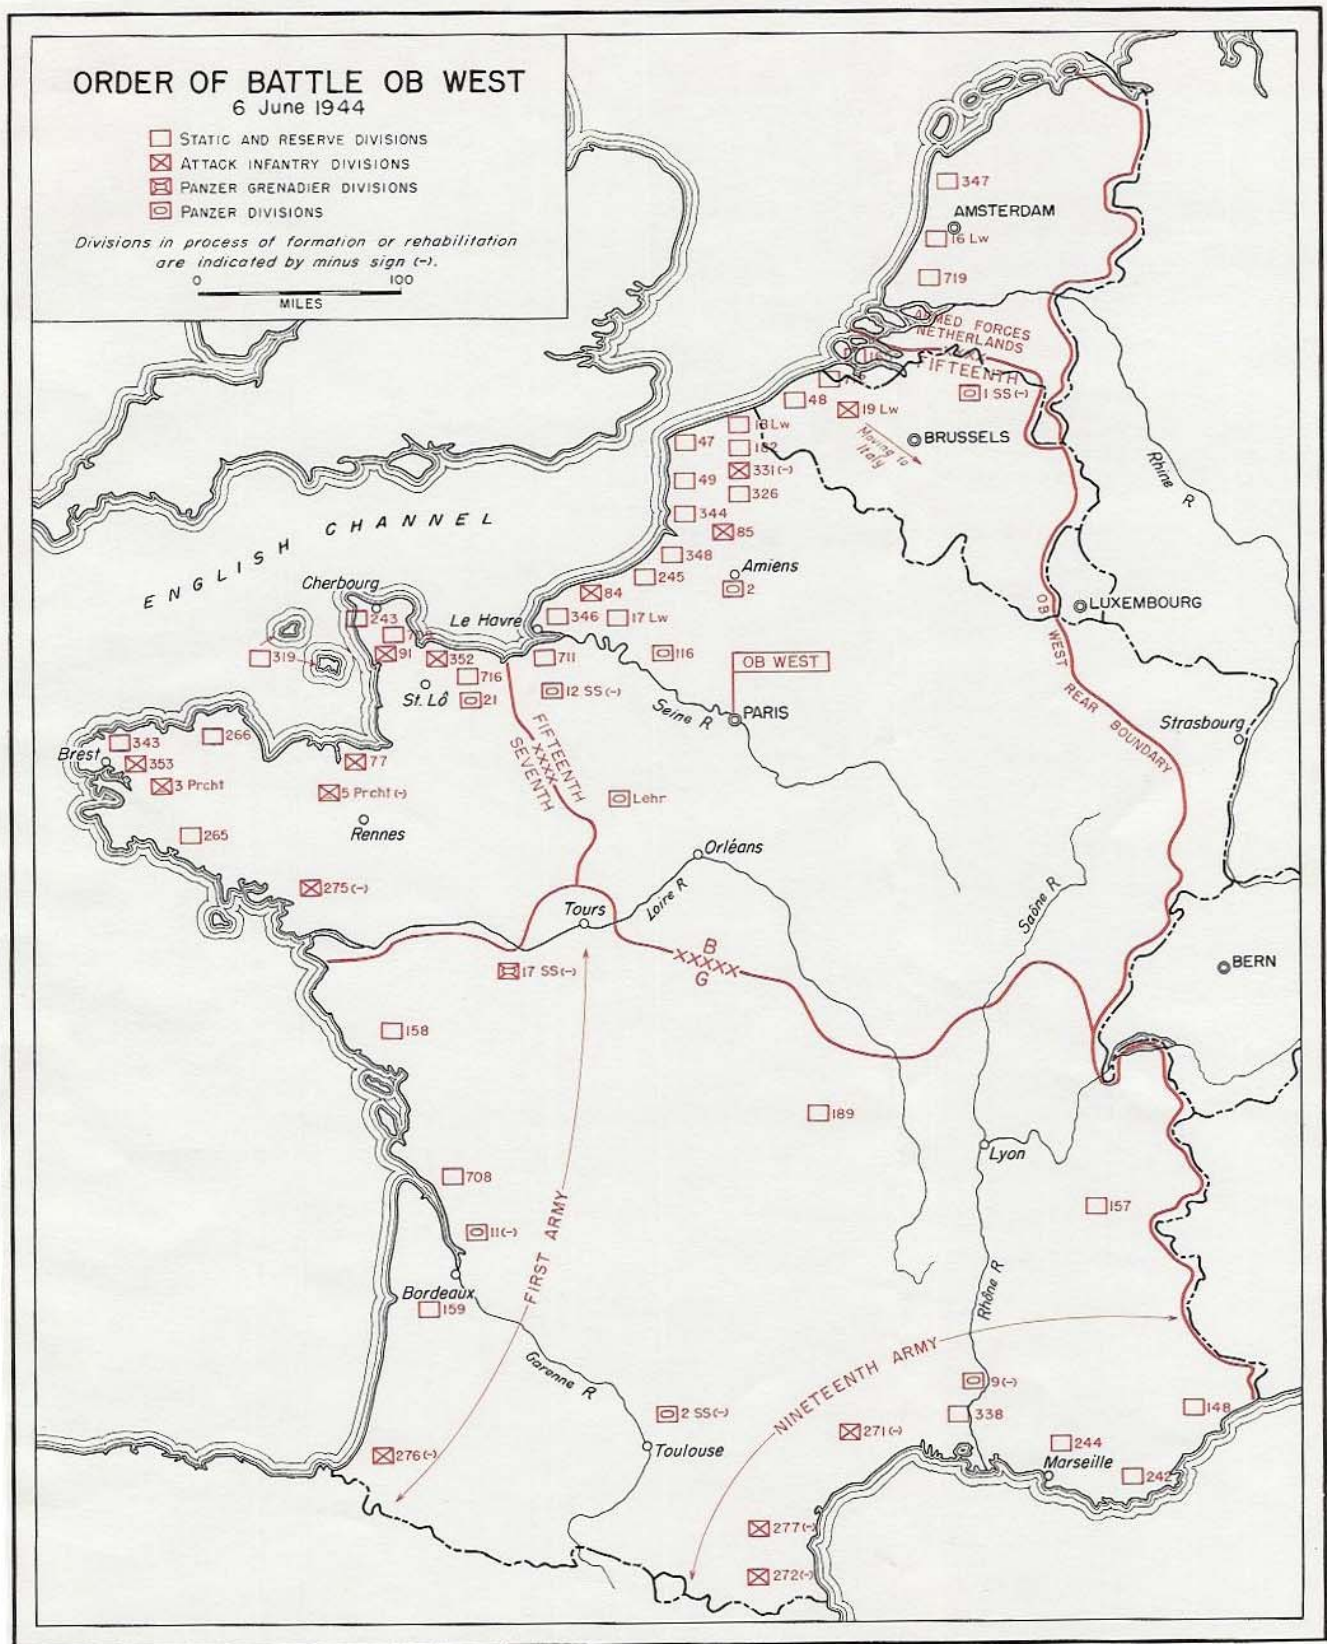 ORDER OF BATTLE OB WEST
6 June 1944
STATIC AND RESERVE DIVISIONS
ATTACK INFANTRY DIVISIONS
PANZER GRENADIER DIVISIONS
PANZER DIVISIONS
Divisions in process of formation or rehabilitation
are indicated by minus sign (-).
0 100
MILES
347
AMSTERDAM
16 Lw
719
ARMED FORCES
NETHERLANDS
XXXX
FIFTEENTH
1 SS (-)
48
19 Lw
18 Lw
BRUSSELS
Moving to
Italy
47
182
331 (-)
49
326
344
85
348
Amiens
245
2
Rhine R
ENGLISH CHANNEL
Cherbourg
84
Le Havre
346
17 Lw
243
91
352
319
711
116
716
St. Lô
21
12 SS (-)
OB WEST
Seine R
PARIS
LUXEMBOURG
OB WEST REAR BOUNDARY
Strasbourg
343
266
Brest
353
77
3 Prcht
5 Prcht (-)
Rennes
265
FIFTEENTH
XXXX
SEVENTH
Lehr
Orléans
275 (-)
Tours
Loire R
Saône R
B
XXXXX
G
BERN
17 SS (-)
158
189
Lyon
708
157
11 (-)
Bordeaux
159
FIRST ARMY
Garonne R
Rhône R
NINETEENTH ARMY
9 (-)
338
148
2 SS (-)
271 (-)
244
Toulouse
276 (-)
Marseille
242
277 (-)
272 (-)